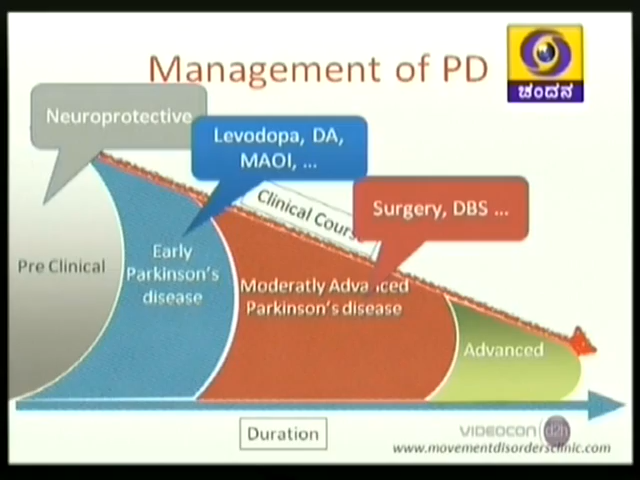 Management of PD
ಚಂದನ
Neuroprotective
Levodopa, DA,
MAOI, ...
Clinical Cours
Surgery, DBS ...
Pre Clinical
Early
Parkinson's
disease
Moderatly Advanced
Parkinson's disease
Advanced
Duration
VIDEOCON d2h
www.movementdisordersclinic.com